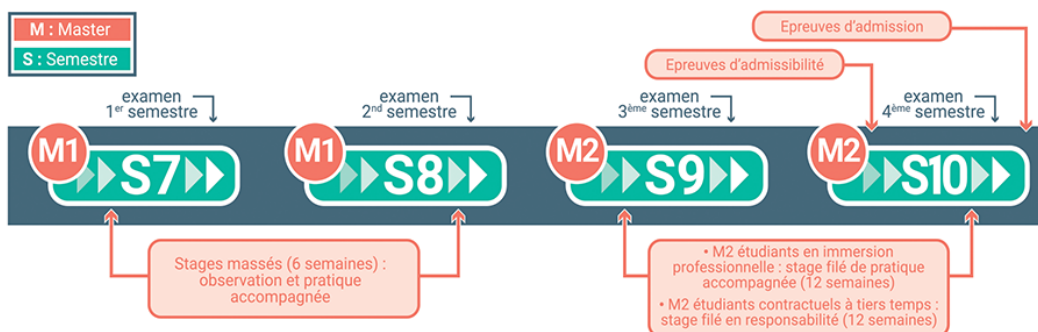 M : Master
S : Semestre
Epreuves d’admission
Epreuves d’admissibilité
examen
1er semestre
examen
2nd semestre
examen
3ème semestre
examen
4ème semestre
M1
S7
M1
S8
M2
S9
M2
S10
Stages massés (6 semaines) :
observation et pratique
accompagnée
• M2 étudiants en immersion
professionnelle : stage filé de pratique
accompagnée (12 semaines)
• M2 étudiants contractuels à tiers temps :
stage filé en responsabilité (12 semaines)